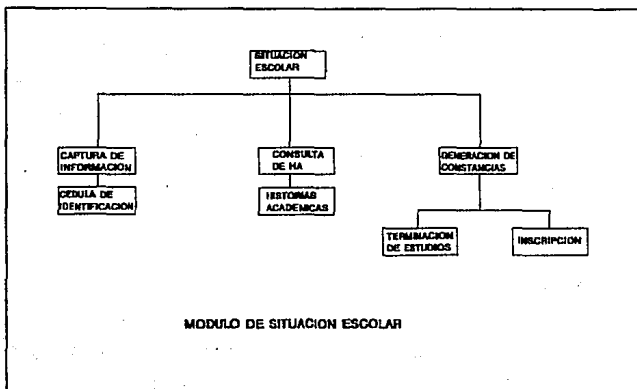 SITUACION
ESCOLAR
CAPTURA DE
INFORMACION
CONSULTA
DE HA
GENERACION DE
CONSTANCIAS
CEDULA DE
IDENTIFICACION
HISTORIAS
ACADEMICAS
TERMINACION
DE ESTUDIOS
INSCRIPCION
MODULO DE SITUACION ESCOLAR